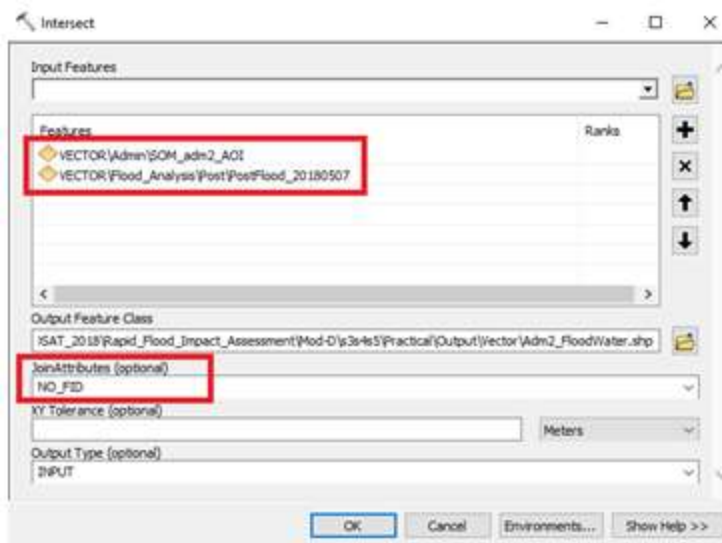 Intersect
Input Features
Features Ranks
VECTOR\Admin\SOM_adm2_AOI
VECTOR\Flood_Analysis\Post\PostFlood_20180507
Output Feature Class
!SAT_2018\Rapid_Flood_Impact_Assessment\Mod-D\s3s4s5\Practical\Output\Vector\Adm2_FloodWater.shp
JoinAttributes (optional)
NO_FID
XY Tolerance (optional)
Meters
Output Type (optional)
INPUT
OK Cancel Environments... Show Help >>